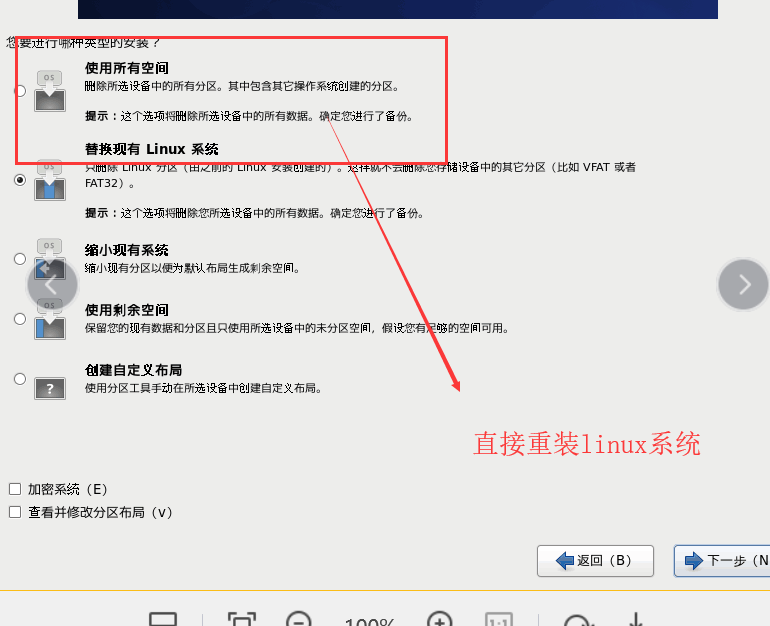 您要进行哪种类型的安装？
使用所有空间
删除所选设备中的所有分区。其中包含其它操作系统创建的分区。
提示：这个选项将删除所选设备中的所有数据。确定您进行了备份。
替换现有 Linux 系统
只删除 Linux 分区（由之前的 Linux 安装创建的）。这样就不会删除您存储设备中的其它分区（比如 VFAT 或者
FAT32）。
提示：这个选项将删除您所选设备中的所有数据。确定您进行了备份。
缩小现有系统
缩小现有分区以便为默认布局生成剩余空间。
使用剩余空间
保留您的现有数据和分区且只使用所选设备中的未分区空间，假设您有足够的空间可用。
创建自定义布局
使用分区工具手动在所选设备中创建自定义布局。
OS
OS
OS
OS
?
直接重装linux系统
加密系统（E）
查看并修改分区布局（v）
返回（B）
下一步（N
100%
1:1